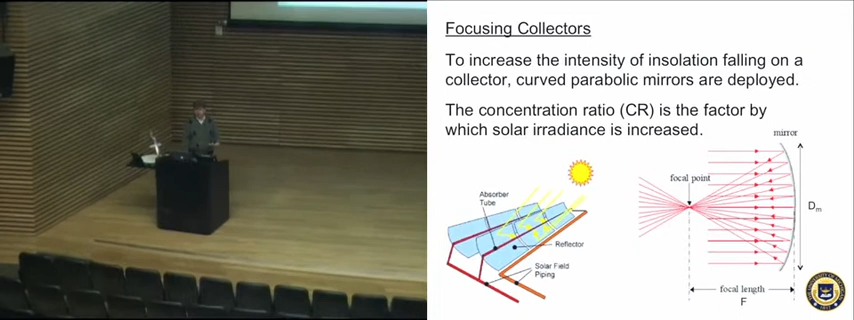 Focusing Collectors
To increase the intensity of insolation falling on a
collector, curved parabolic mirrors are deployed.
The concentration ratio (CR) is the factor by
which solar irradiance is increased.
mirror
focal point
Absorber
Tube
Reflector
Solar Field
Piping
Dm
focal length
F